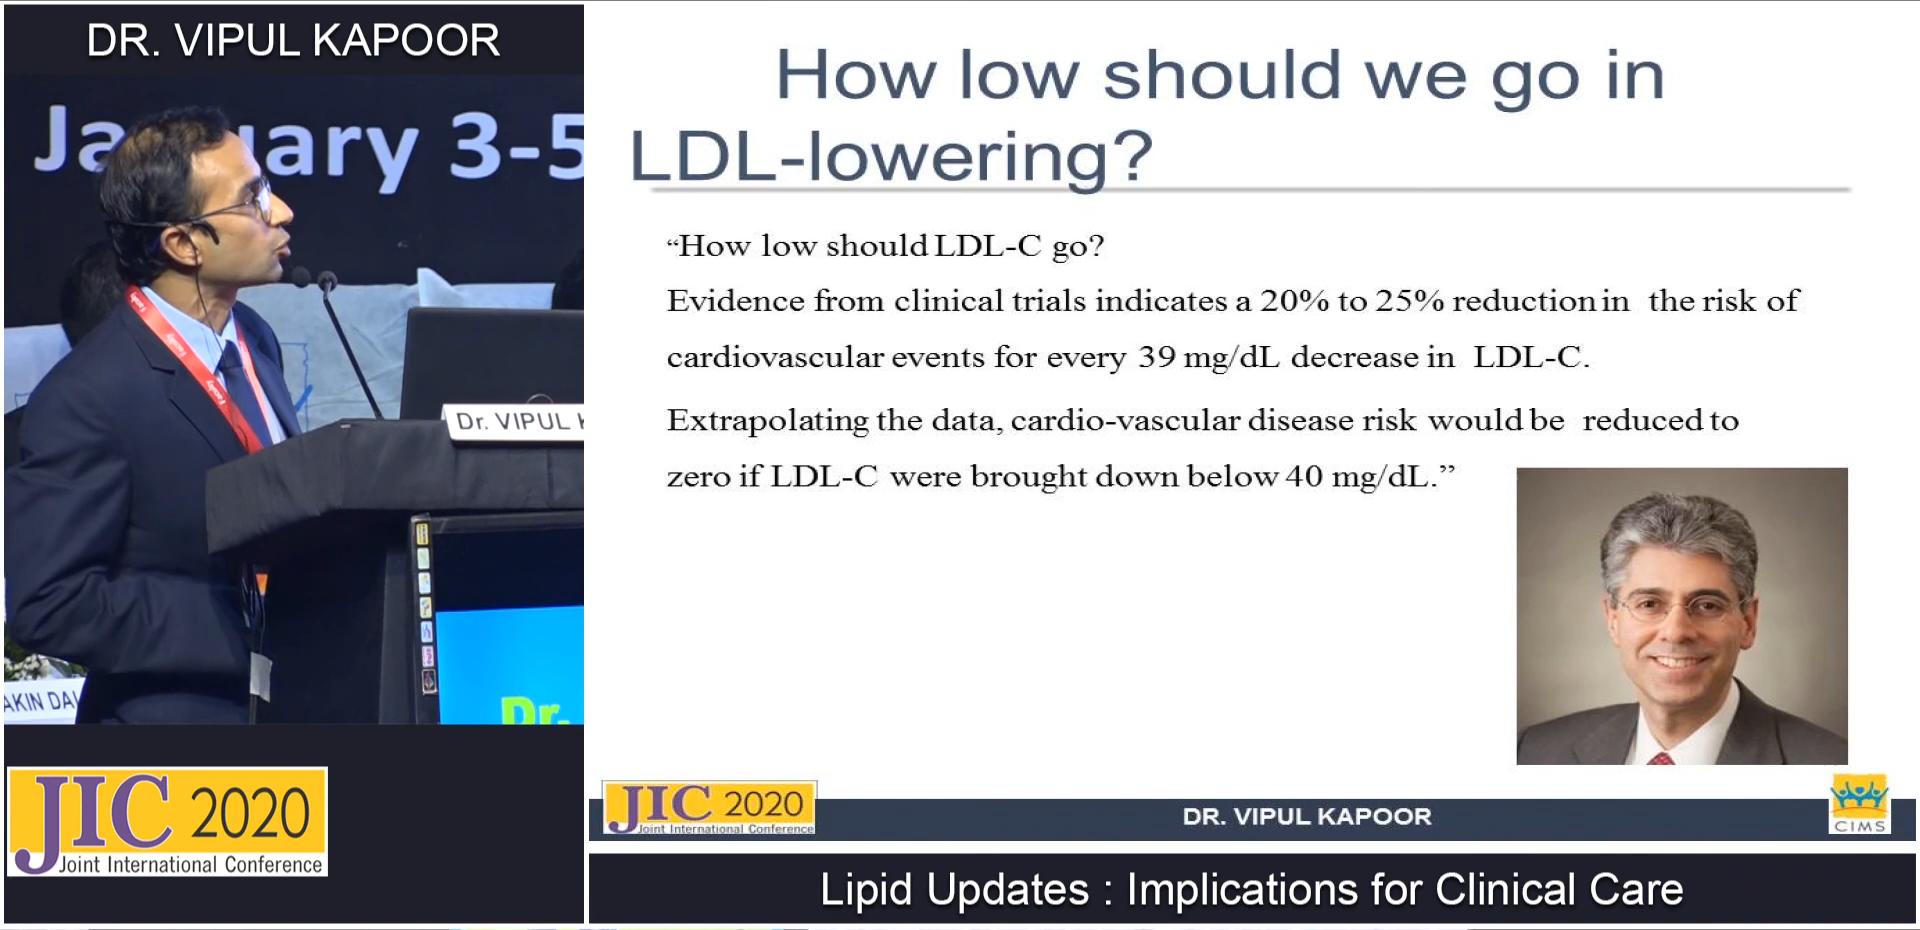 DR. VIPUL KAPOOR
January 3-5
Faculty
Faculty
Dr. VIPUL
AKIN DA
Dr.
JIC 2020
Joint International Conference
How low should we go in
LDL-lowering?
“How low should LDL-C go?
Evidence from clinical trials indicates a 20% to 25% reduction in the risk of
cardiovascular events for every 39 mg/dL decrease in LDL-C.
Extrapolating the data, cardio-vascular disease risk would be reduced to
zero if LDL-C were brought down below 40 mg/dL.”
JIC 2020
Joint International Conference
DR. VIPUL KAPOOR
CIMS
Lipid Updates : Implications for Clinical Care